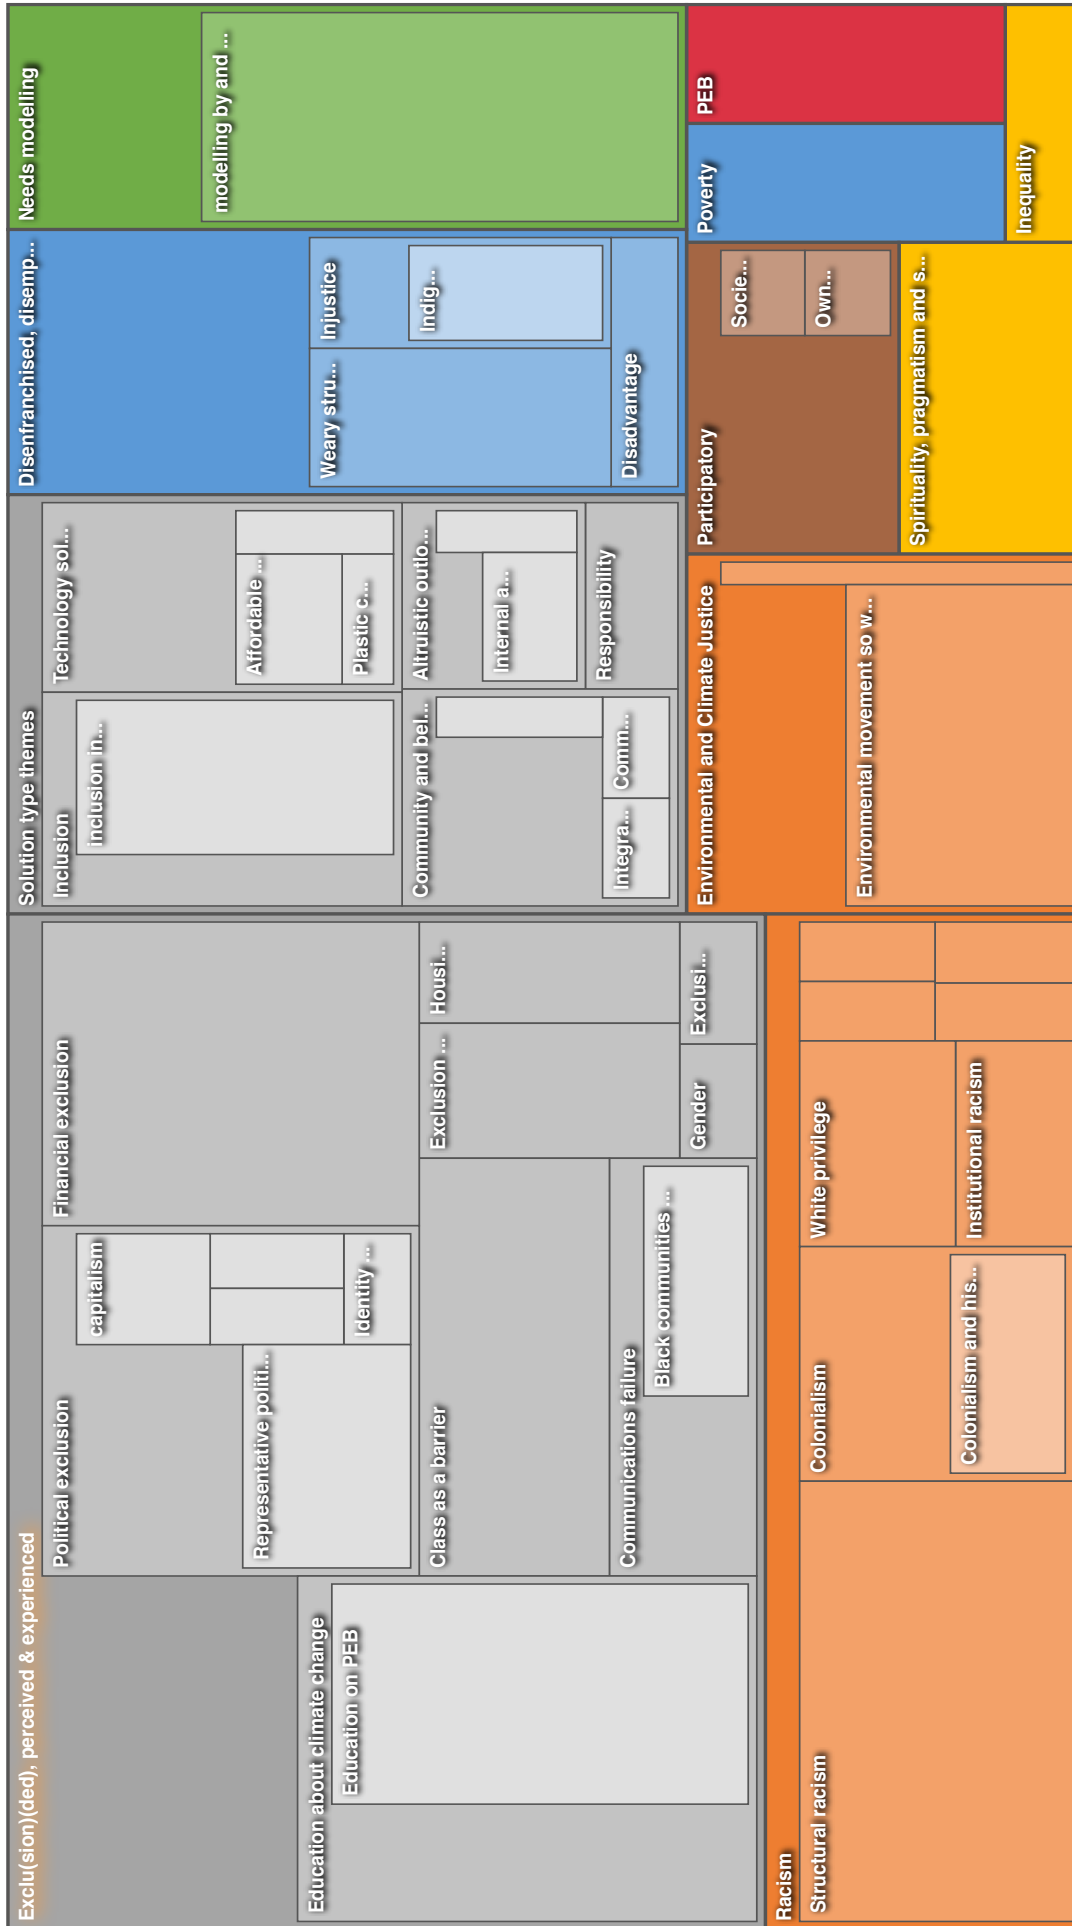 Exclu(sion)(ded), perceived & experienced
Education about climate change
Education on PEB
Political exclusion
Representative politi...
capitalism
Identity ...
Financial exclusion
Class as a barrier
Communications failure
Black communities ...
Exclusion ...
Housi...
Gender
Exclusi...
Racism
Structural racism
Colonialism
Colonialism and his...
White privilege
Institutional racism
Solution type themes
Inclusion
inclusion in...
Technology sol...
Affordable ...
Plastic c...
Community and bel...
Integra...
Comm...
Altruistic outlo...
Internal a...
Responsibility
Disenfranchised, disemp...
Weary stru...
Injustice
Indig...
Disadvantage
Needs modelling
modelling by and ...
Environmental and Climate Justice
Environmental movement so w...
Participatory
Socie...
Own...
Spirituality, pragmatism and s...
Poverty
PEB
Inequality